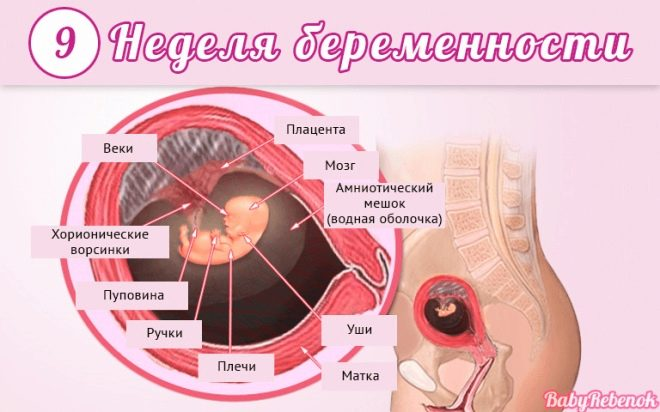 9 Неделя беременности
Плацента
Веки
Мозг
Амниотический
мешок
(водная оболочка)
Хорионические
ворсинки
Пуповина
Ручки
Уши
Плечи
Матка
BabyRebenok